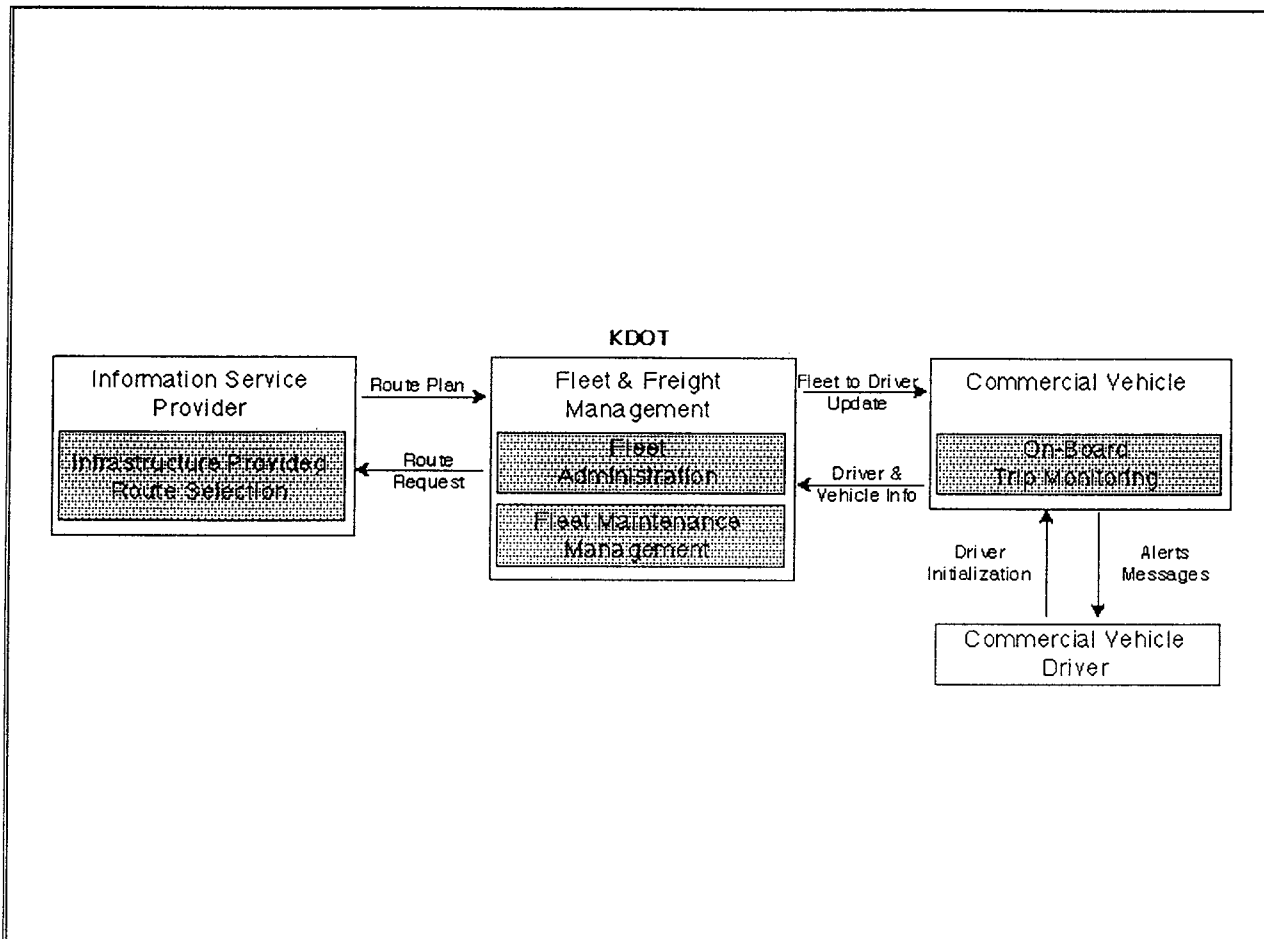 KDOT
Information Service
Provider
Infrastructure Provided
Route Selection
Route Plan
Route
Request
Fleet & Freight
Management
Fleet
Administration
Fleet Maintenance
Management
Fleet to Driver
Update
Driver &
Vehicle Info
Commercial Vehicle
On-Board
Trip Monitoring
Driver
Initialization
Alerts
Messages
Commercial Vehicle
Driver